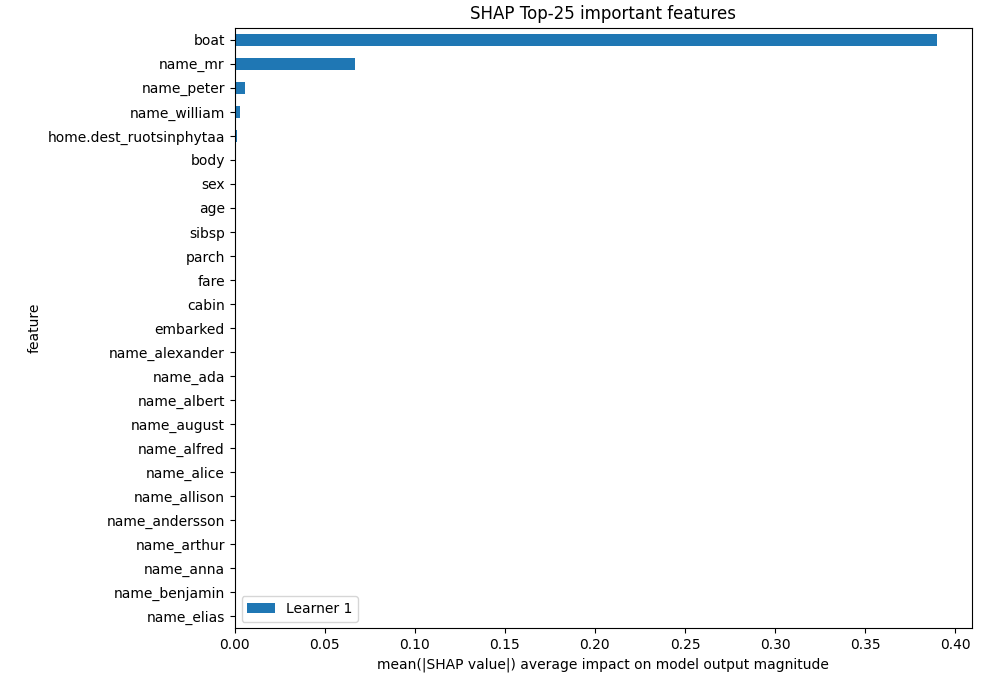 SHAP Top-25 important features
boat
name_mr
name_peter
name_william
home.dest_ruotsinphytaa
body
sex
age
sibsp
parch
fare
cabin
embarked
name_alexander
name_ada
name_albert
name_august
name_alfred
name_alice
name_allison
name_andersson
name_arthur
name_anna
name_benjamin
name_elias
feature
Learner 1
0.00 0.05 0.10 0.15 0.20 0.25 0.30 0.35 0.40
mean(|SHAP value|) average impact on model output magnitude